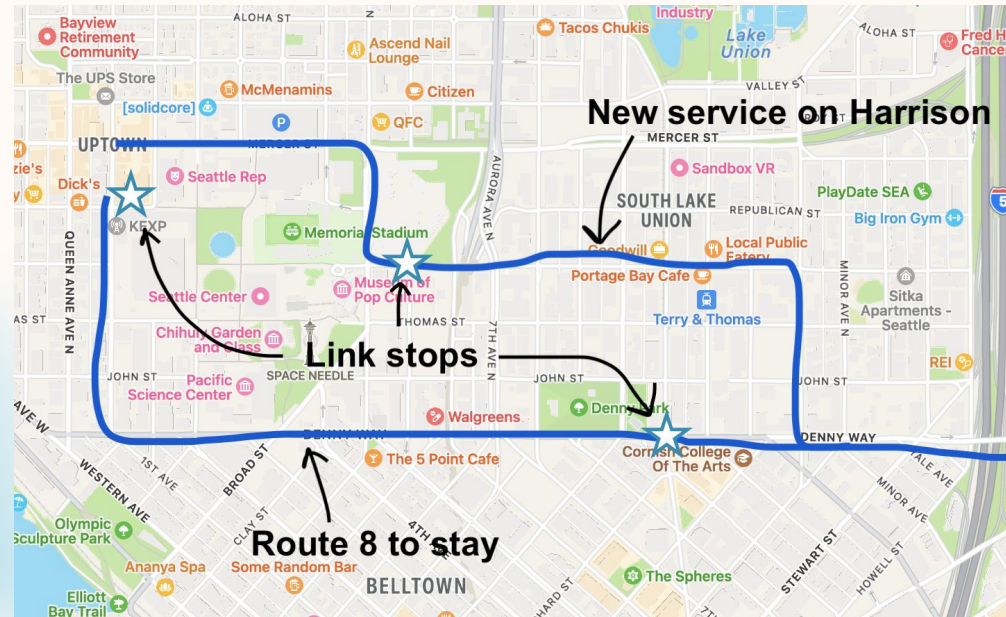 ALOHA ST
Bayview
Retirement
Community
Ascend Nail
Lounge
Tacos Chukis
Industry
Lake
Union
ALOHA ST
Fred H
Cance
The UPS Store
[solidcore]
McMenamins
Citizen
VALLEY ST
P
QFC
New service on Harrison
UPTOWN
MERCER ST
MERCER ST
zie's
Dick's
Seattle Rep
AURORA AVE N
Sandbox VR
SOUTH LAKE
UNION
REPUBLICAN ST
PlayDate SEA
Big Iron Gym
5
KEXP
Memorial Stadium
QUEEN ANNE AVE N
Goodwill
Local Public
Eatery
Portage Bay Cafe
Museum of
Pop Culture
Seattle Center
MINOR AVE N
Sitka
Apartments -
Seattle
AS ST
THOMAS ST
7TH AVE N
Terry & Thomas
Chihuly Garden
and Glass
Link stops
SPACE NEEDLE
REI
JOHN ST
Pacific
Science Center
JOHN ST
JOHN ST
Denny Park
AVE W
Walgreens
DENNY WAY
DENNY WAY
The 5 Point Cafe
Cornish College
Of The Arts
YALE AVE
WESTERN AVE
1ST AVE
BROAD ST
MINOR AVE
Olympic
Sculpture Park
CLAY ST
4TH AVE
Route 8 to stay
STEWART ST
HOWELL ST
Ananya Spa
Some Random Bar
BELLTOWN
The Spheres
Elliott
Bay Trail
HARD ST
7T